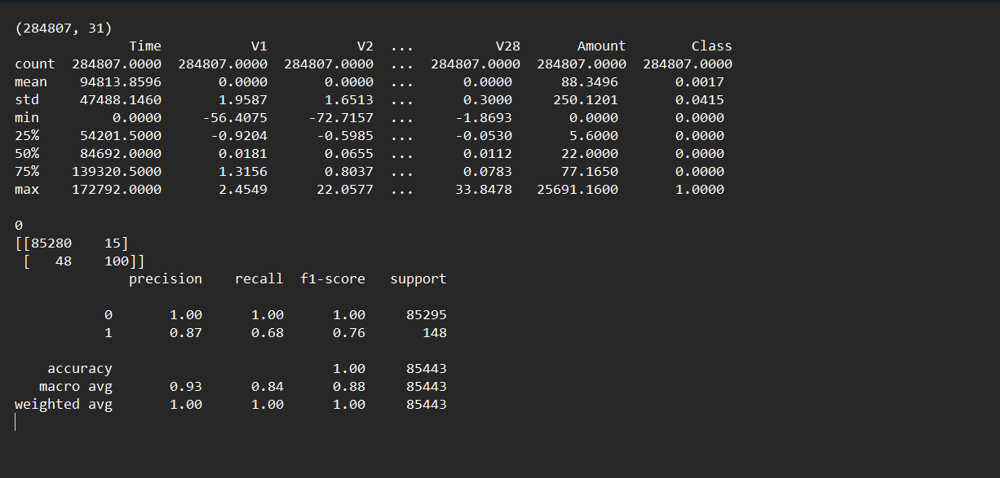 (284807, 31)
Time V1 V2 ... V28 Amount Class
count 284807.0000 284807.0000 284807.0000 ... 284807.0000 284807.0000 284807.0000
mean 94813.8596 0.0000 0.0000 ... 0.0000 88.3496 0.0017
std 47488.1460 1.9587 1.6513 ... 0.3000 250.1201 0.0415
min 0.0000 -56.4075 -72.7157 ... -1.8693 0.0000 0.0000
25% 54201.5000 -0.9204 -0.5985 ... -0.0530 5.6000 0.0000
50% 84692.0000 0.0181 0.0655 ... 0.0112 22.0000 0.0000
75% 139320.5000 1.3156 0.8037 ... 0.0783 77.1650 0.0000
max 172792.0000 2.4549 22.0577 ... 33.8478 25691.1600 1.0000
0
[[85280 15]
[ 48 100]]
precision recall f1-score support
0 1.00 1.00 1.00 85295
1 0.87 0.68 0.76 148
accuracy 1.00 85443
macro avg 0.93 0.84 0.88 85443
weighted avg 1.00 1.00 1.00 85443